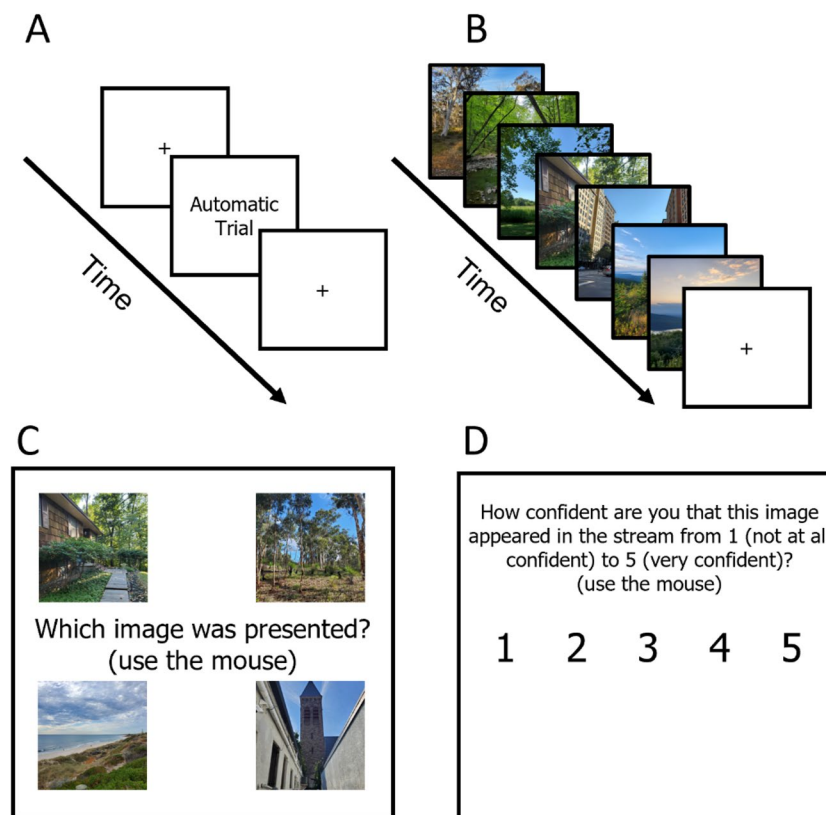 A
B
+
Automatic
Trial
+
Time
Time
+
C
D
Which image was presented?
(use the mouse)
How confident are you that this image
appeared in the stream from 1 (not at al
confident) to 5 (very confident)?
(use the mouse)
1 2 3 4 5